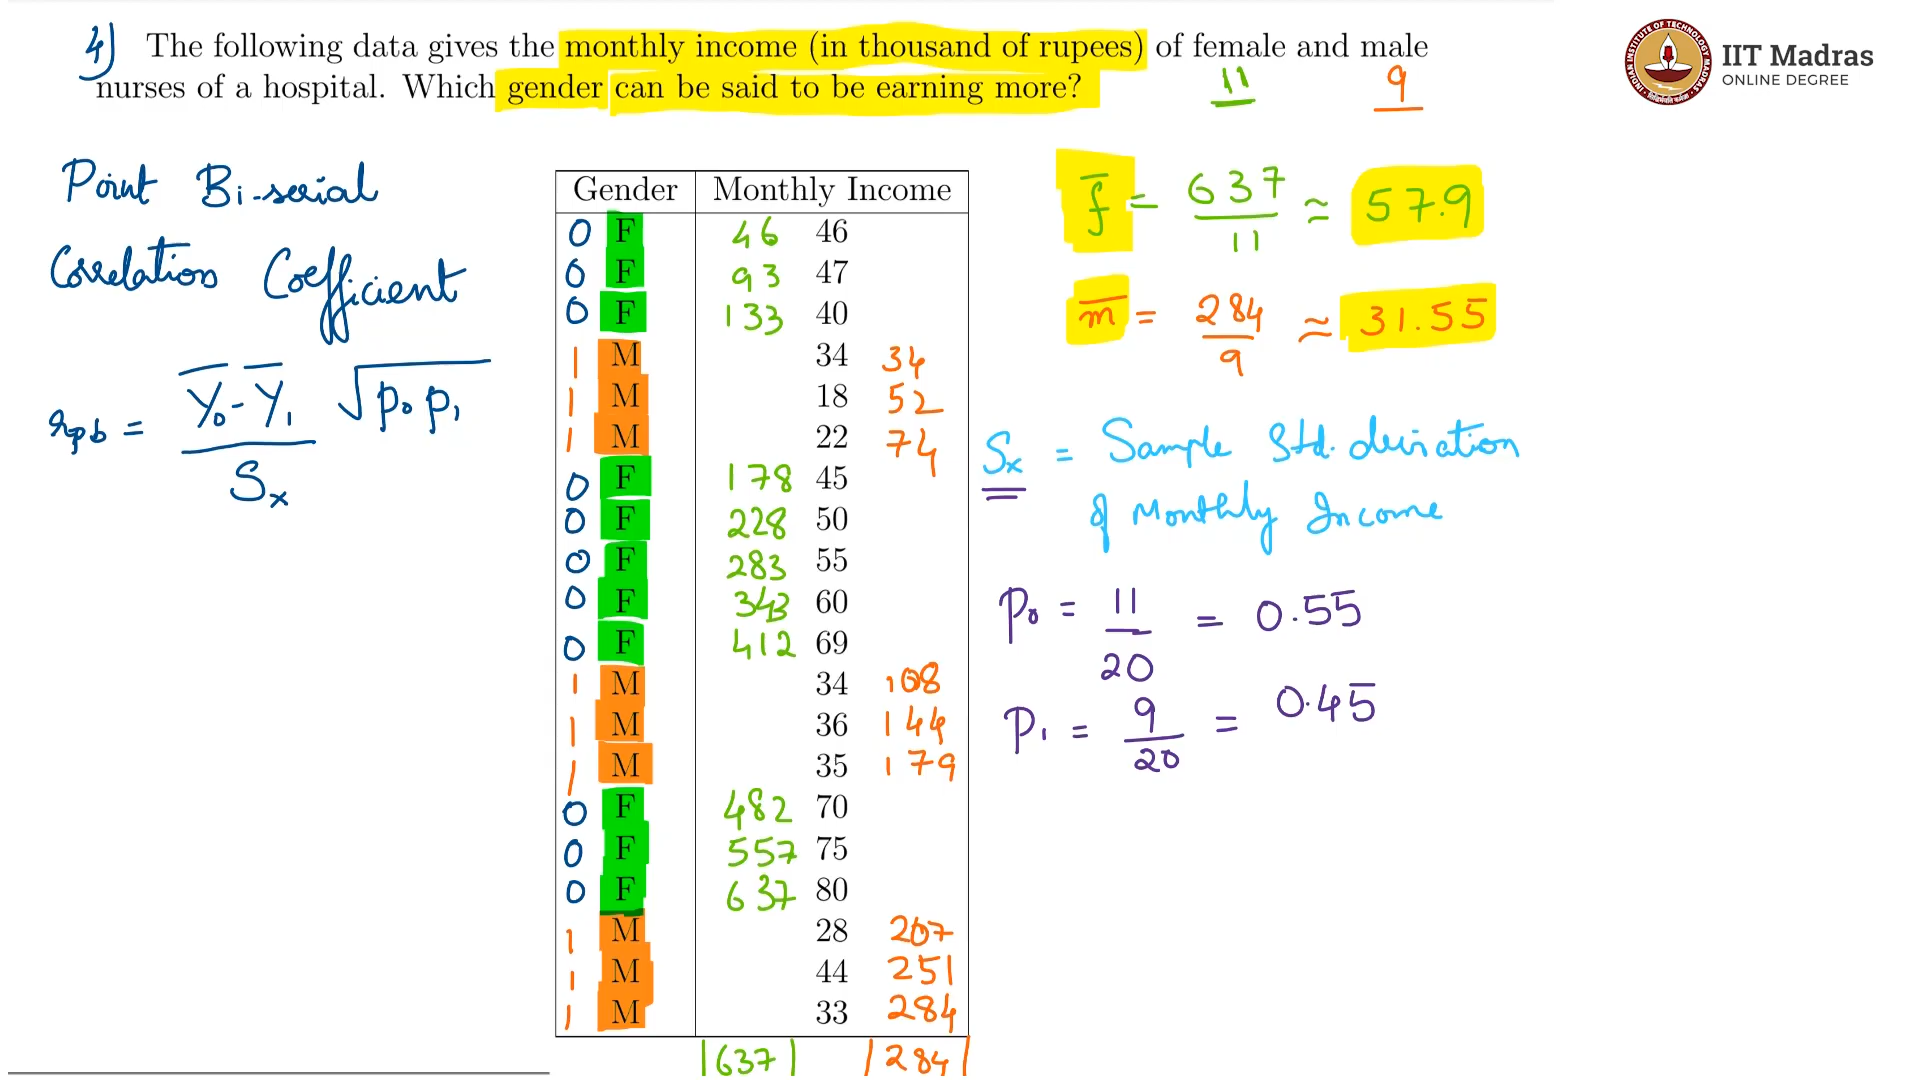 4) The following data gives the monthly income (in thousand of rupees) of female and male
nurses of a hospital. Which gender can be said to be earning more?
11 9
IIT Madras
ONLINE DEGREE
Point Bi-serial
Correlation Coefficient
r_pb = (Y̅₀ - Y̅₁) / Sₓ √p₀ p₁
Gender Monthly Income
0 F 46 46
0 F 93 47
0 F 133 40
1 M 34 34
1 M 18 52
1 M 22 74
0 F 178 45
0 F 228 50
0 F 283 55
0 F 343 60
0 F 412 69
1 M 34 108
1 M 36 144
1 M 35 179
0 F 482 70
0 F 557 75
0 F 637 80
1 M 28 207
1 M 44 251
1 M 33 284
|637| |284|
f̅ = 637/11 ≈ 57.9
m̅ = 284/9 ≈ 31.55
Sₓ = Sample Std. deviation
of Monthly Income
p₀ = 11/20 = 0.55
p₁ = 9/20 = 0.45